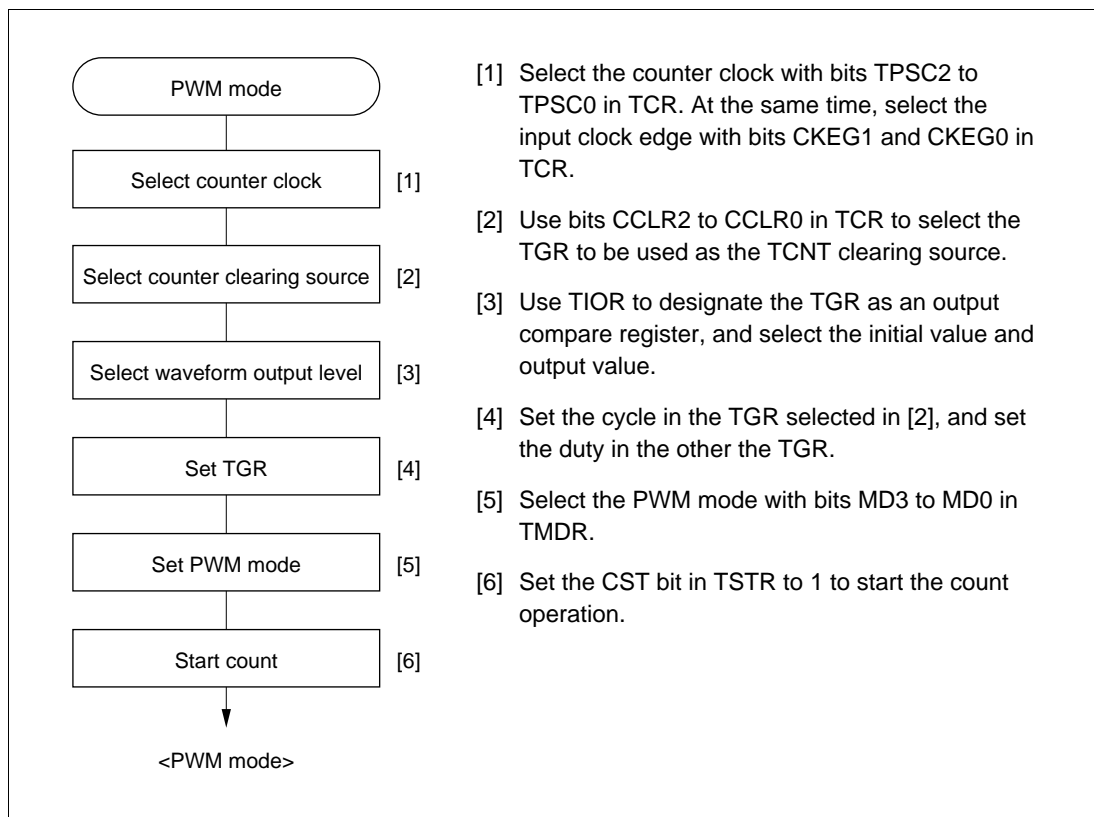 PWM mode
Select counter clock [1]
Select counter clearing source [2]
Select waveform output level [3]
Set TGR [4]
Set PWM mode [5]
Start count [6]
<PWM mode>
[1] Select the counter clock with bits TPSC2 to
TPSC0 in TCR. At the same time, select the
input clock edge with bits CKEG1 and CKEG0 in
TCR.
[2] Use bits CCLR2 to CCLR0 in TCR to select the
TGR to be used as the TCNT clearing source.
[3] Use TIOR to designate the TGR as an output
compare register, and select the initial value and
output value.
[4] Set the cycle in the TGR selected in [2], and set
the duty in the other the TGR.
[5] Select the PWM mode with bits MD3 to MD0 in
TMDR.
[6] Set the CST bit in TSTR to 1 to start the count
operation.